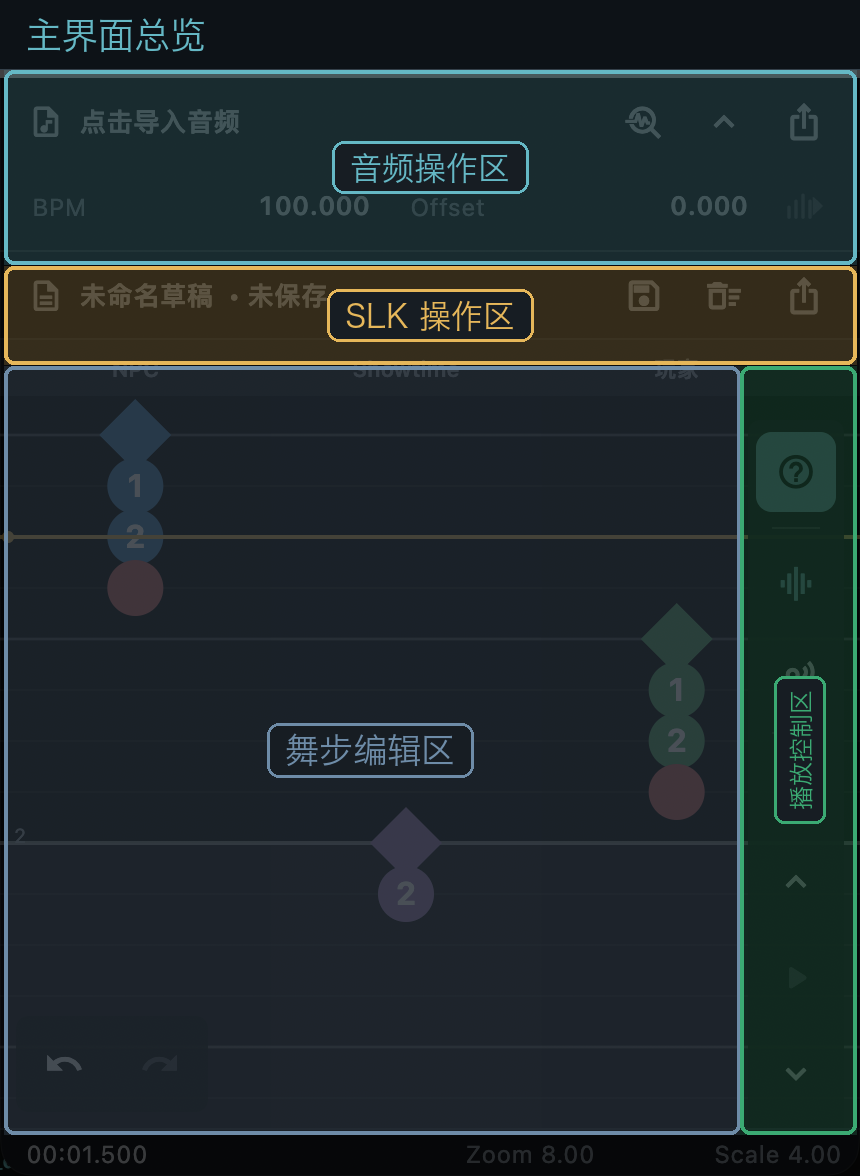 主界面总览
点击导入音频
音频操作区
BPM 100.000 Offset 0.000
未命名草稿 · 未保存
SLK 操作区
NPC Showtime 玩家
1
2
1
2
舞步编辑区
播放控制区
2
2
00:01.500 Zoom 8.00 Scale 4.00